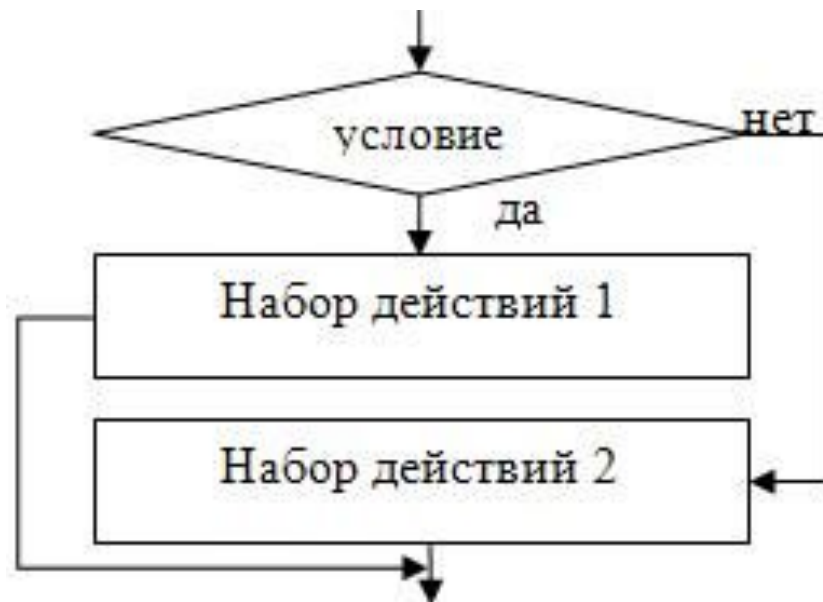 условие
нет
да
Набор действий 1
Набор действий 2